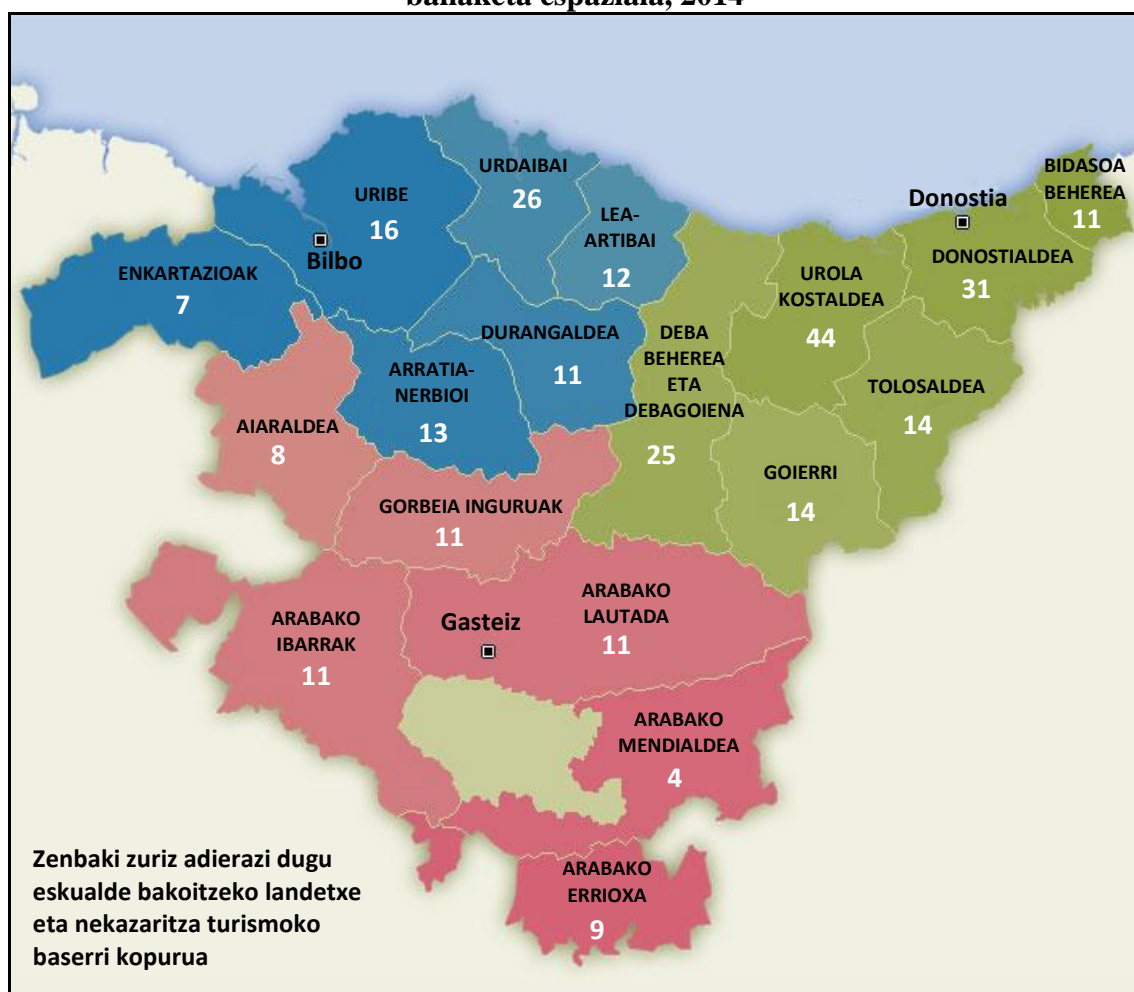 banaketa espaziala, 2014
URDAIBAI
26
BIDASOA
BEHEREA
11
URIBE
16
LEA-
ARTIBAI
12
Donostia
Bilbo
DONOSTIALDEA
31
ENKARTAZIOAK
7
UROLA
KOSTALDEA
44
DURANGALDEA
11
DEBA
BEHEREA
ETA
DEBAGOIENA
25
ARRATIA-
NERBIOI
13
TOLOSALDEA
14
AIARALDEA
8
GOIERRI
14
GORBEIA INGURUAK
11
ARABAKO
LAUTADA
11
ARABAKO
IBARRAK
11
Gasteiz
ARABAKO
MENDIALDEA
4
ARABAKO
ERRIOXA
9
Zenbaki zuriz adierazi dugu
eskualde bakoitzeko landetxe
eta nekazaritza turismoko
baserri kopurua